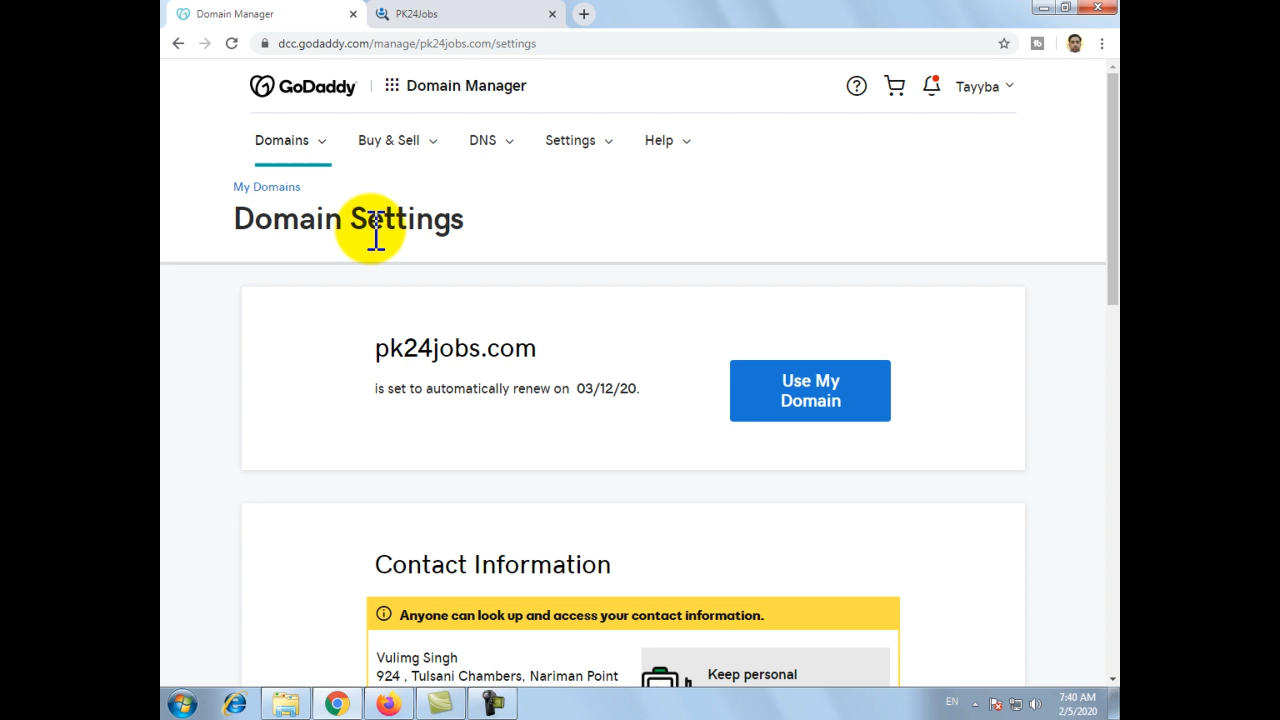 Domain Manager
PK24Jobs
dcc.godaddy.com/manage/pk24jobs.com/settings
GoDaddy
Domain Manager
Tayyba
Domains
Buy & Sell
DNS
Settings
Help
My Domains
Domain Settings
pk24jobs.com
is set to automatically renew on 03/12/20.
Use My
Domain
Contact Information
Anyone can look up and access your contact information.
Vulimg Singh
924 , Tulsani Chambers, Nariman Point
Keep personal
EN
7:40 AM
2/5/2020